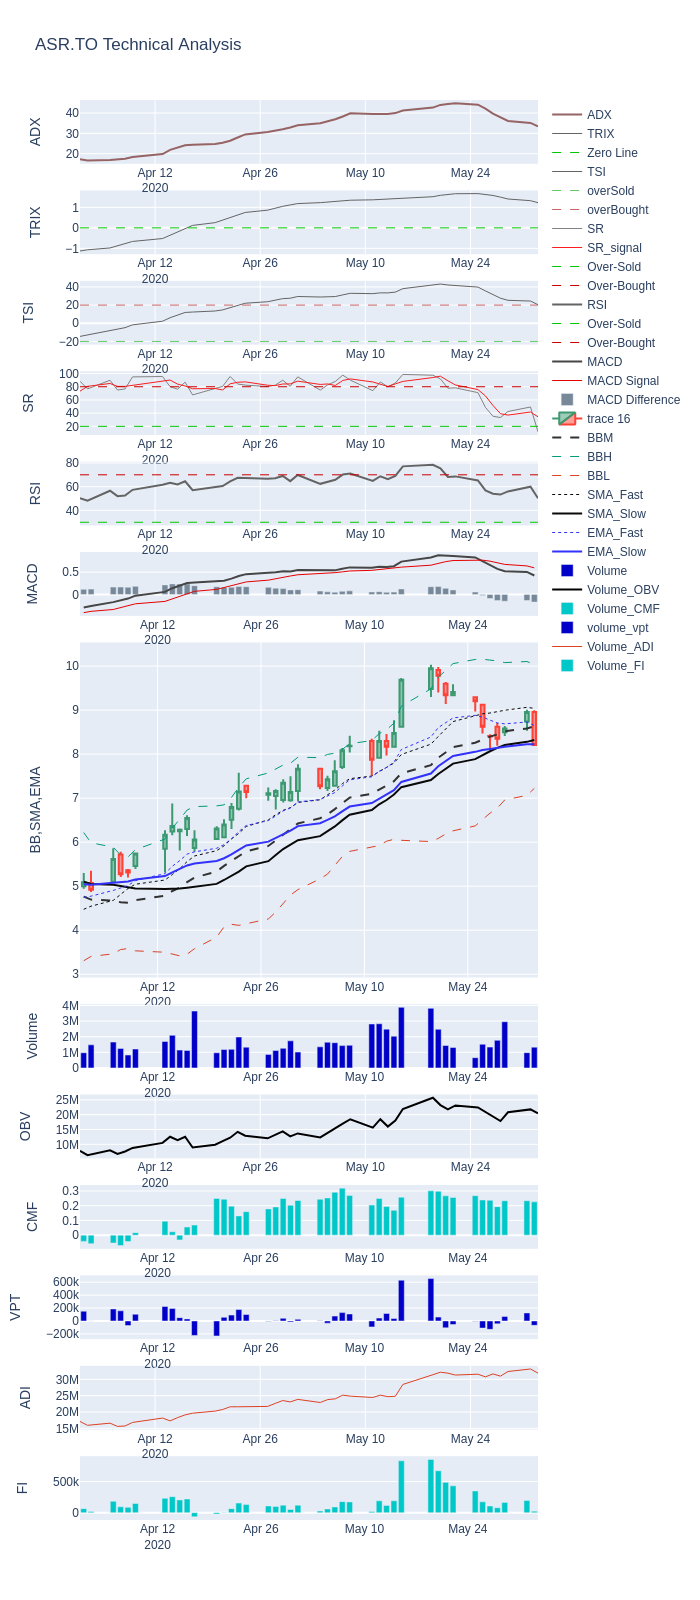 ASR.TO Technical Analysis
ADX
40
30
20
Apr 12
2020
Apr 26
May 10
May 24
TRIX
1
0
−1
Apr 12
2020
Apr 26
May 10
May 24
TSI
40
20
0
−20
Apr 12
2020
Apr 26
May 10
May 24
SR
100
80
60
40
20
Apr 12
2020
Apr 26
May 10
May 24
RSI
80
60
40
Apr 12
2020
Apr 26
May 10
May 24
MACD
0.5
0
Apr 12
2020
Apr 26
May 10
May 24
BB,SMA,EMA
10
9
8
7
6
5
4
3
Apr 12
2020
Apr 26
May 10
May 24
Volume
4M
3M
2M
1M
0
Apr 12
2020
Apr 26
May 10
May 24
OBV
25M
20M
15M
10M
Apr 12
2020
Apr 26
May 10
May 24
CMF
0.3
0.2
0.1
0
Apr 12
2020
Apr 26
May 10
May 24
VPT
600k
400k
200k
0
−200k
Apr 12
2020
Apr 26
May 10
May 24
ADI
30M
25M
20M
15M
Apr 12
2020
Apr 26
May 10
May 24
FI
500k
0
Apr 12
2020
Apr 26
May 10
May 24
ADX
TRIX
Zero Line
TSI
overSold
overBought
SR
SR_signal
Over-Sold
Over-Bought
RSI
Over-Sold
Over-Bought
MACD
MACD Signal
MACD Difference
trace 16
BBM
BBH
BBL
SMA_Fast
SMA_Slow
EMA_Fast
EMA_Slow
Volume
Volume_OBV
Volume_CMF
volume_vpt
Volume_ADI
Volume_FI